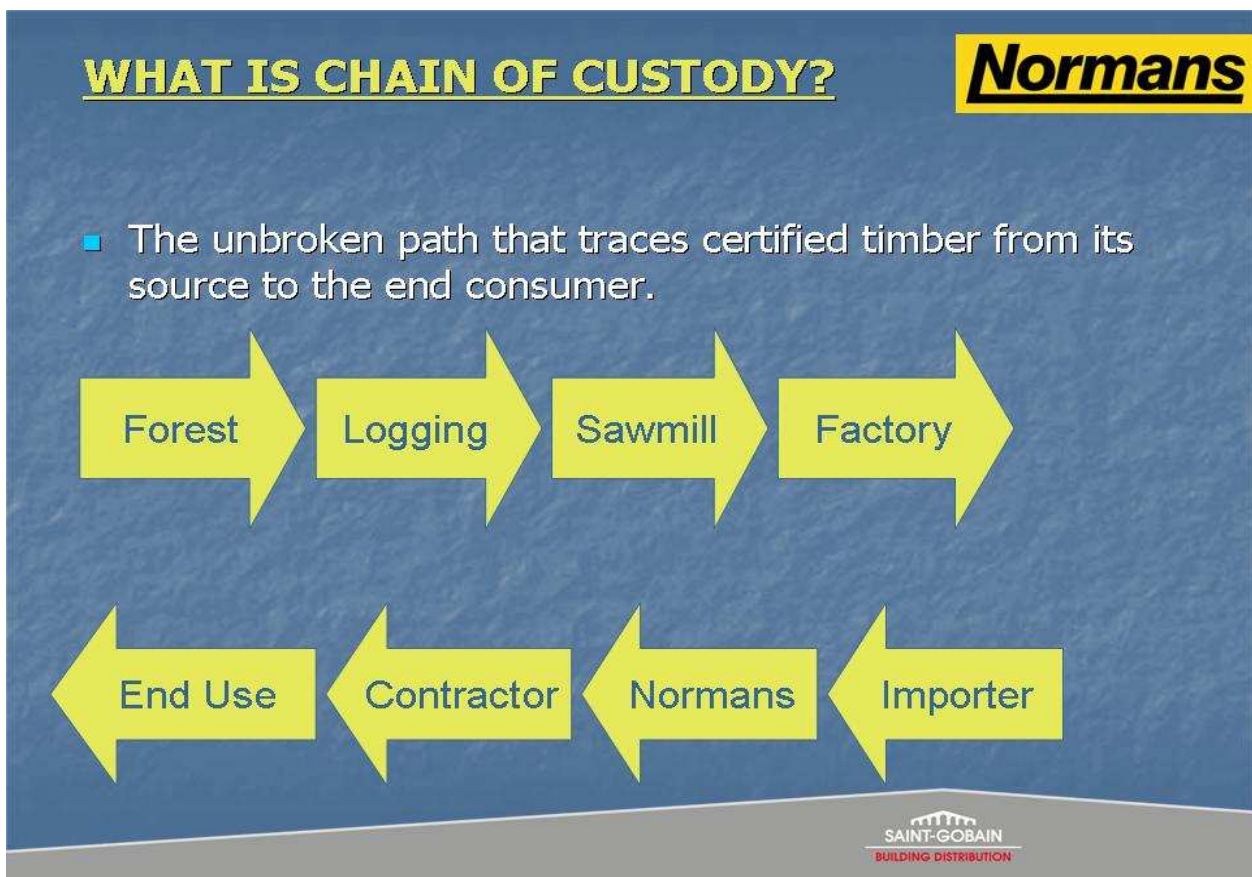 WHAT IS CHAIN OF CUSTODY?
Normans
The unbroken path that traces certified timber from its
source to the end consumer.
Forest
Logging
Sawmill
Factory
End Use
Contractor
Normans
Importer
SAINT-GOBAIN
BUILDING DISTRIBUTION